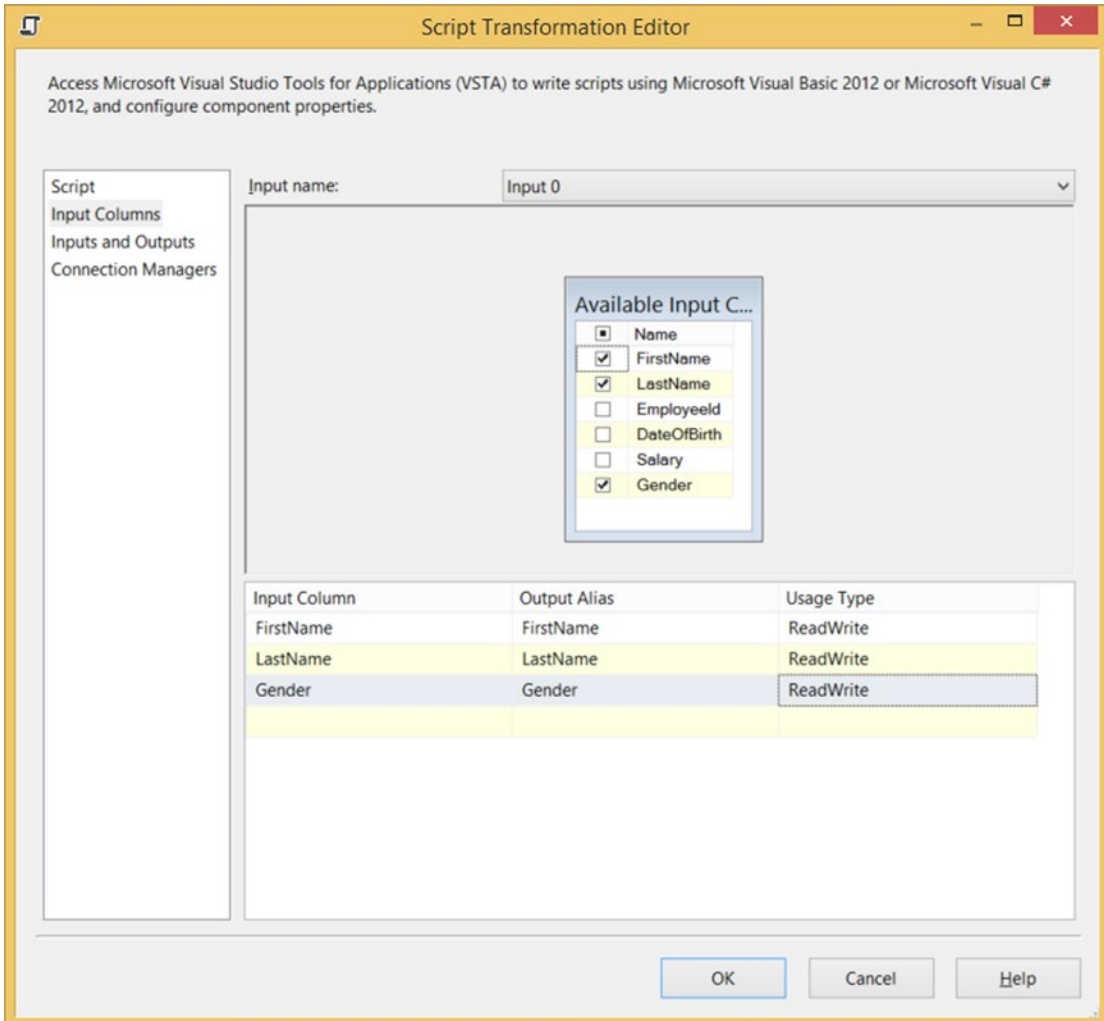 Script Transformation Editor
Access Microsoft Visual Studio Tools for Applications (VSTA) to write scripts using Microsoft Visual Basic 2012 or Microsoft Visual C#
2012, and configure component properties.
Script
Input Columns
Inputs and Outputs
Connection Managers
Input name: Input 0
Available Input C...
Name
FirstName
LastName
EmployeeId
DateOfBirth
Salary
Gender
Input Column Output Alias Usage Type
FirstName FirstName ReadWrite
LastName LastName ReadWrite
Gender Gender ReadWrite
OK Cancel Help